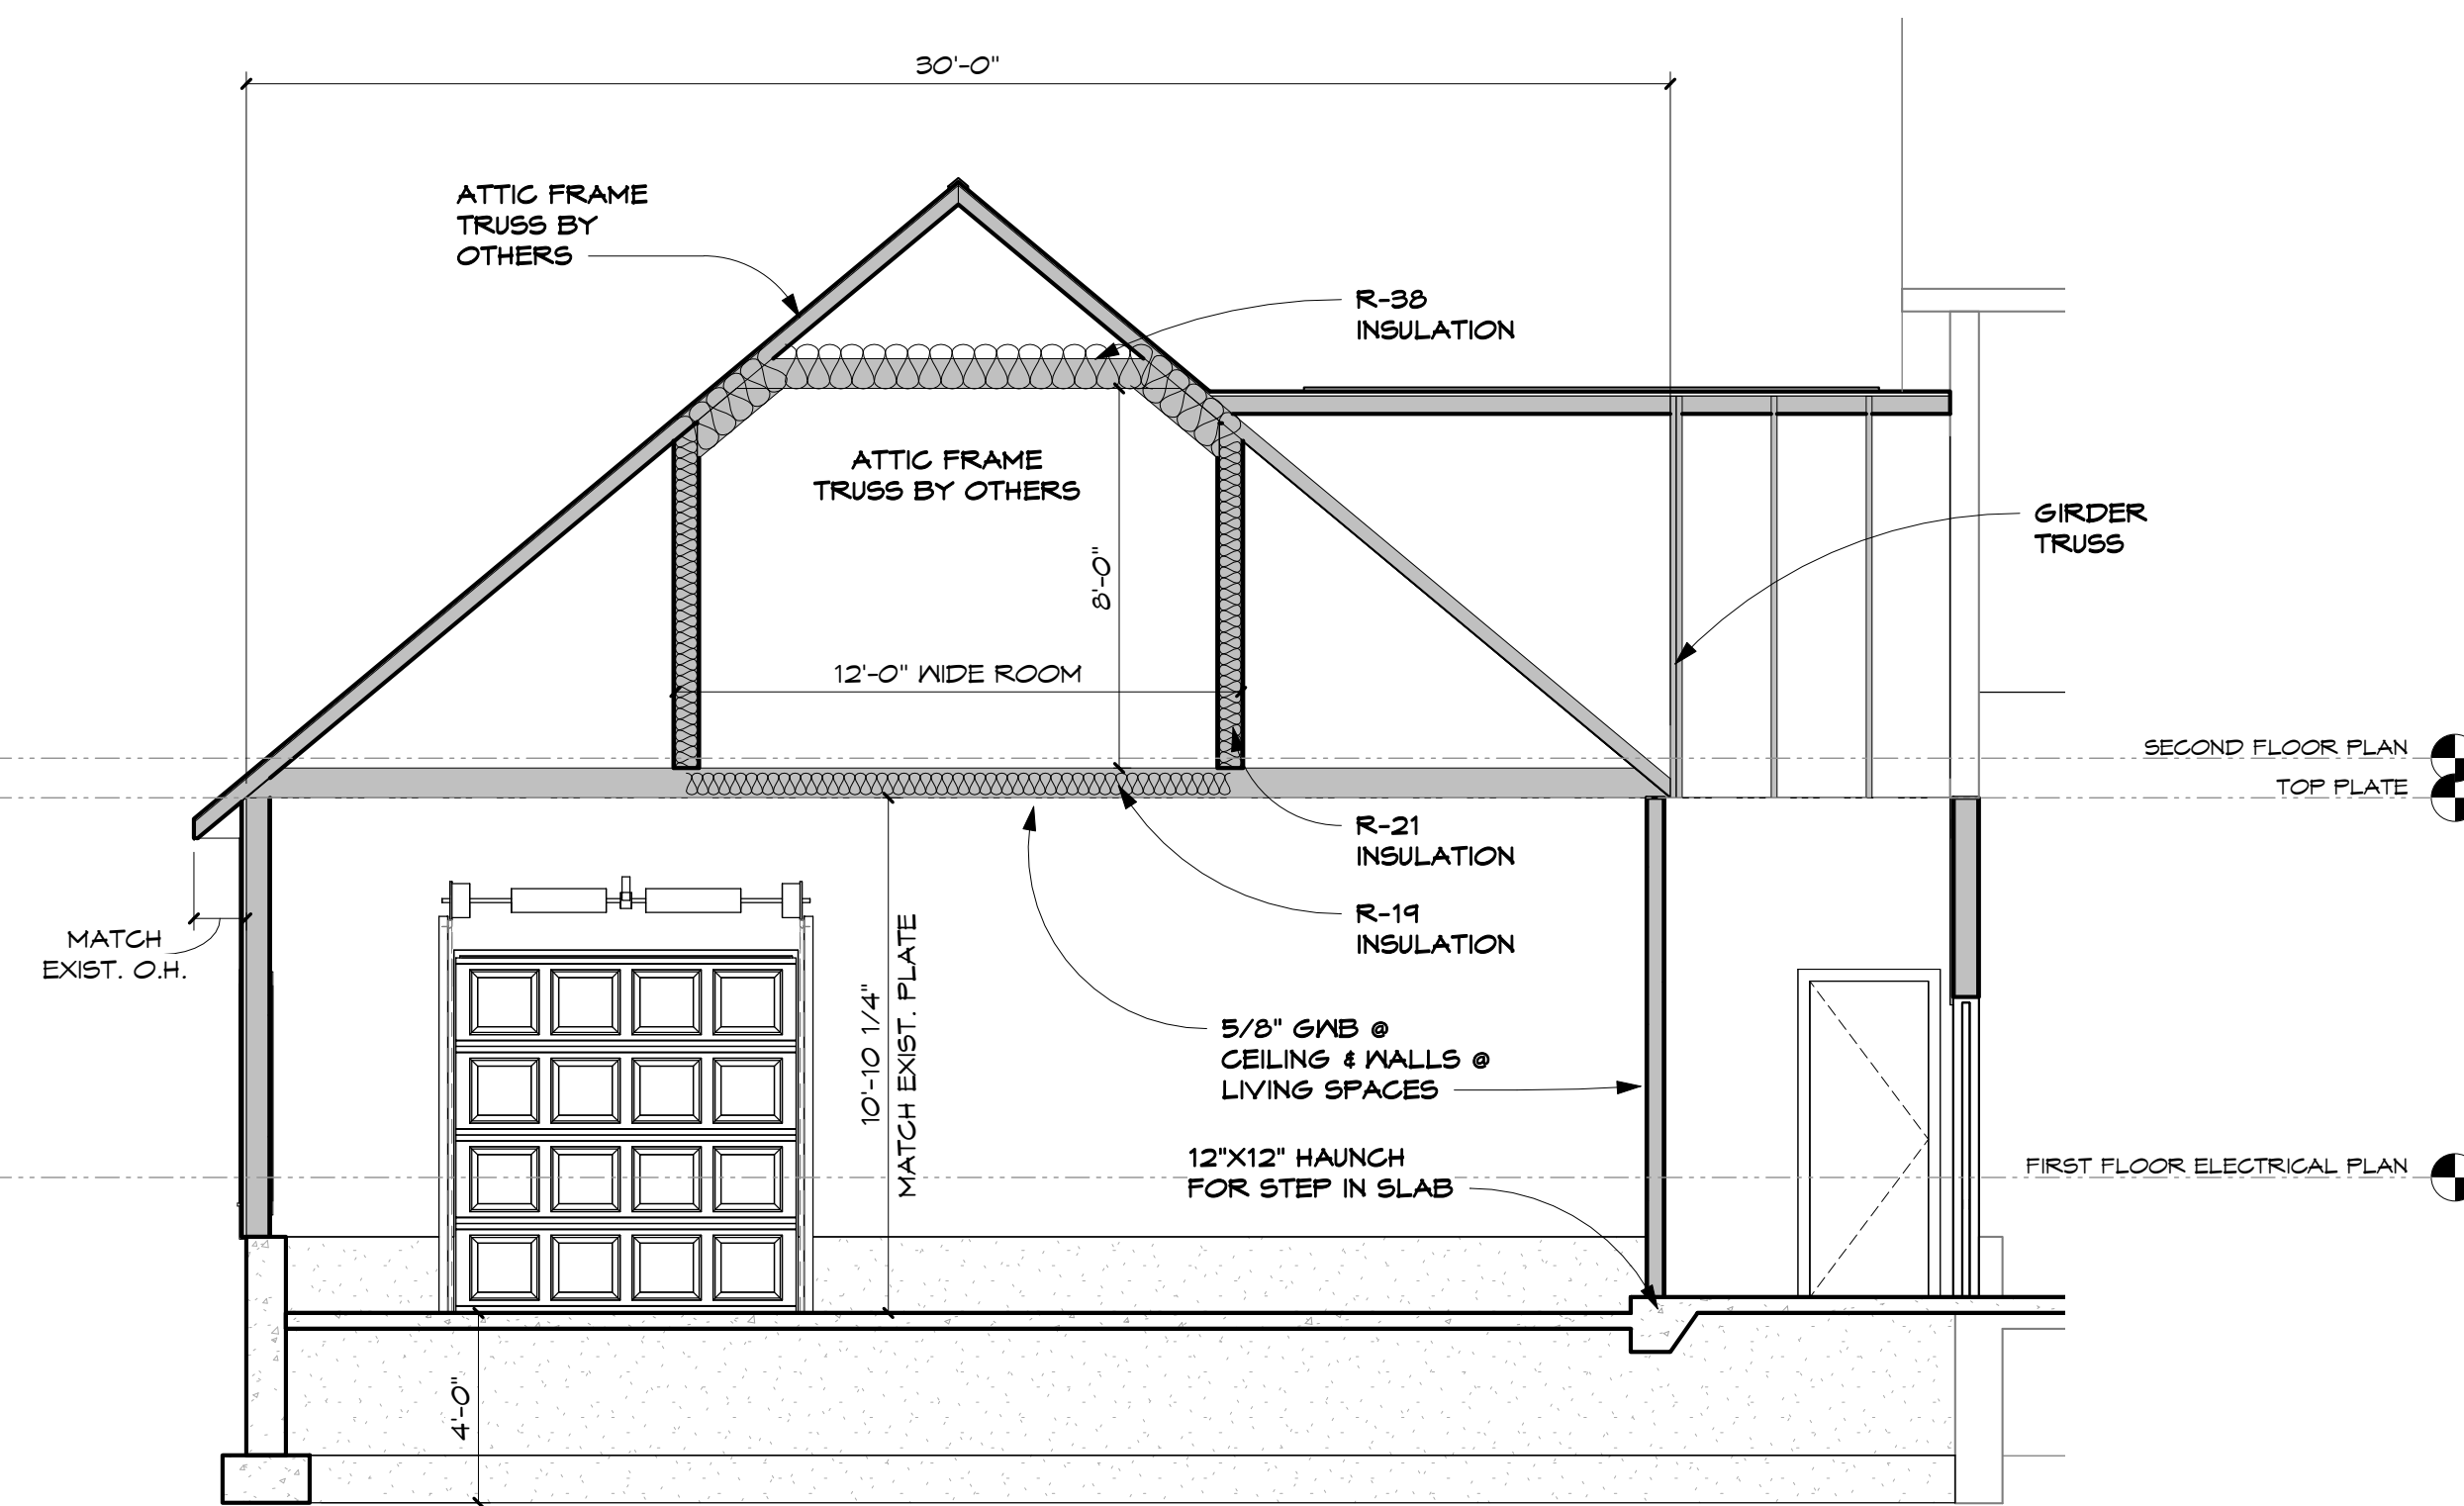 30'-0"
ATTIC FRAME
TRUSS BY
OTHERS
R-38
INSULATION
ATTIC FRAME
TRUSS BY OTHERS
GIRDER
TRUSS
8'-0"
12'-0" WIDE ROOM
SECOND FLOOR PLAN
TOP PLATE
R-21
INSULATION
R-19
INSULATION
MATCH
EXIST. O.H.
10'-10 1/4"
MATCH EXIST. PLATE
5/8" GWB @
CEILING & WALLS @
LIVING SPACES
12"X12" HAUNCH
FOR STEP IN SLAB
FIRST FLOOR ELECTRICAL PLAN
4'-0"